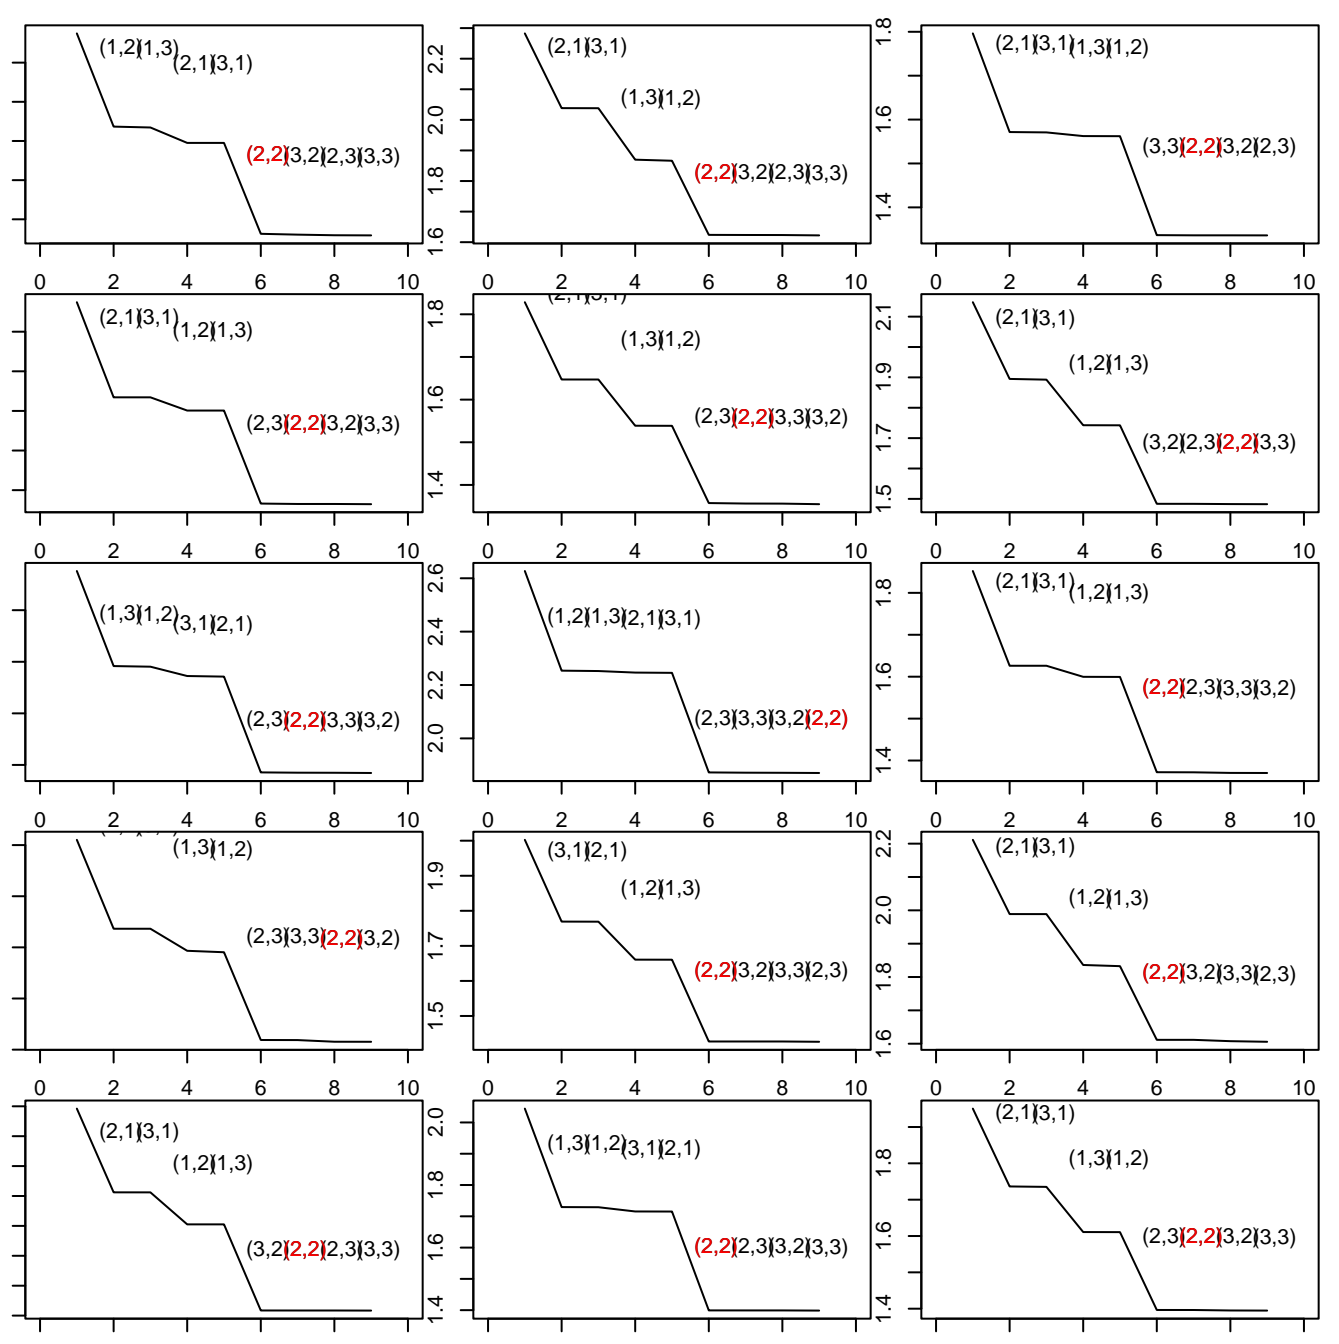 (1,2)(1,3)(2,1)(3,1)
(2,2)(3,2)(2,3)(3,3)
2.2 2.0 1.8 1.6
(2,1)(3,1)
(1,3)(1,2)
(2,2)(3,2)(2,3)(3,3)
1.8 1.6 1.4
(2,1)(3,1)(1,3)(1,2)
(3,3)(2,2)(3,2)(2,3)
0 2 4 6 8 10
0 2 4 6 8 10
0 2 4 6 8 10
(2,1)(3,1)(1,2)(1,3)
(2,3)(2,2)(3,2)(3,3)
1.8 1.6 1.4
(2,1)(3,1)
(1,3)(1,2)
(2,3)(2,2)(3,3)(3,2)
2.1 1.9 1.7 1.5
(2,1)(3,1)
(1,2)(1,3)
(3,2)(2,3)(2,2)(3,3)
0 2 4 6 8 10
0 2 4 6 8 10
0 2 4 6 8 10
(1,3)(1,2)(3,1)(2,1)
(2,3)(2,2)(3,3)(3,2)
2.6 2.4 2.2 2.0
(1,2)(1,3)(2,1)(3,1)
(2,3)(3,3)(3,2)(2,2)
1.8 1.6 1.4
(2,1)(3,1)(1,2)(1,3)
(2,2)(2,3)(3,3)(3,2)
0 2 4 6 8 10
0 2 4 6 8 10
0 2 4 6 8 10
(1,3)(1,2)
(2,3)(3,3)(2,2)(3,2)
1.9 1.7 1.5
(3,1)(2,1)
(1,2)(1,3)
(2,2)(3,2)(3,3)(2,3)
2.2 2.0 1.8 1.6
(2,1)(3,1)
(1,2)(1,3)
(2,2)(3,2)(3,3)(2,3)
0 2 4 6 8 10
0 2 4 6 8 10
0 2 4 6 8 10
(2,1)(3,1)
(1,2)(1,3)
(3,2)(2,2)(2,3)(3,3)
2.0 1.8 1.6 1.4
(1,3)(1,2)(3,1)(2,1)
(2,2)(2,3)(3,2)(3,3)
1.8 1.6 1.4
(2,1)(3,1)
(1,3)(1,2)
(2,3)(2,2)(3,2)(3,3)